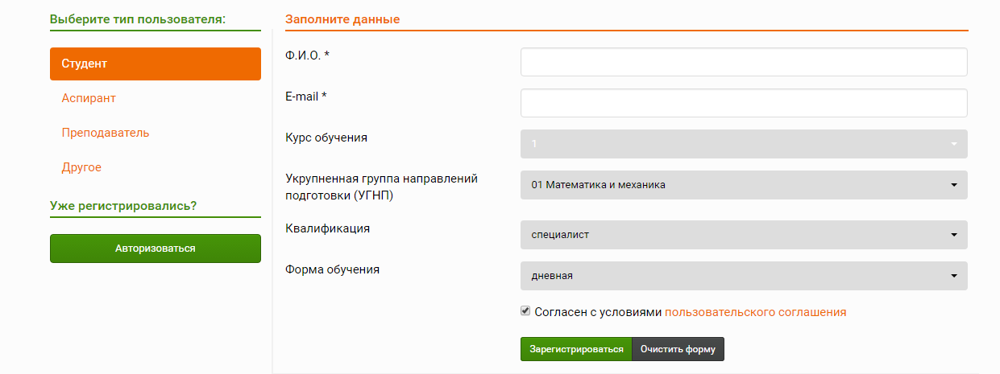 Выберите тип пользователя:
Студент
Аспирант
Преподаватель
Другое
Уже регистрировались?
Авторизоваться
Заполните данные
Ф.И.О. *
E-mail *
Курс обучения
1
Укрупненная группа направлений
подготовки (УГНП)
01 Математика и механика
Квалификация
специалист
Форма обучения
дневная
Согласен с условиями пользовательского соглашения
Зарегистрироваться
Очистить форму